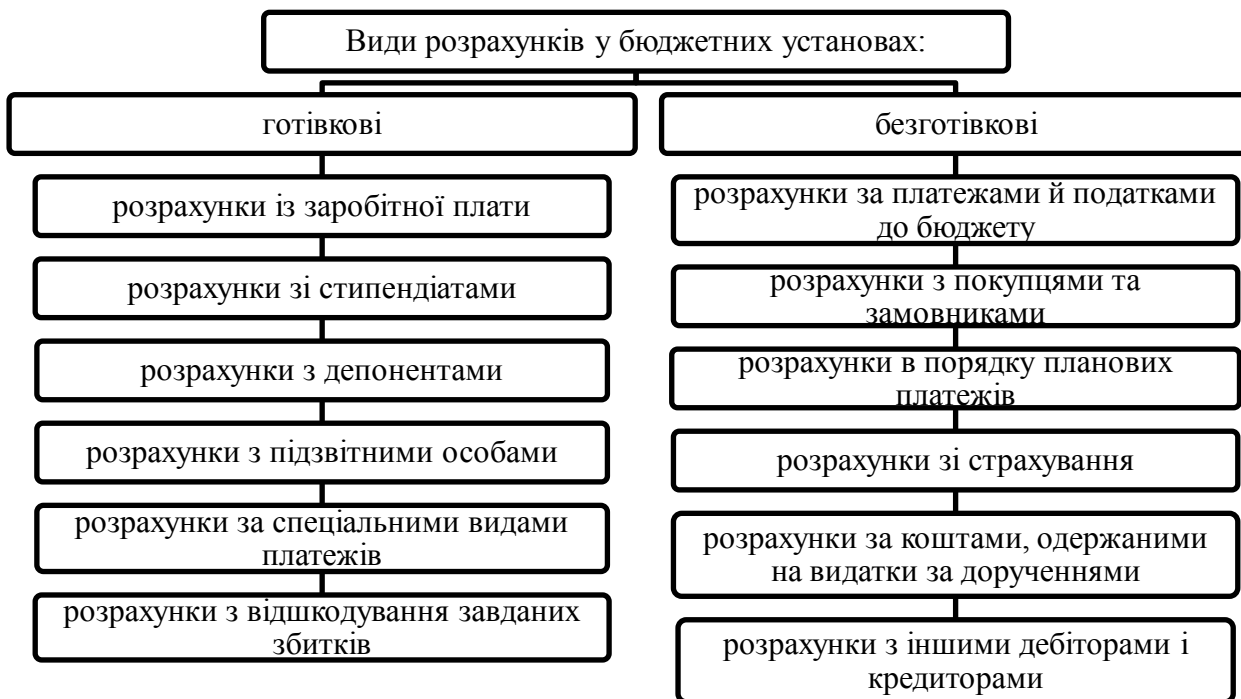 Види розрахунків у бюджетних установах:
готівкові
розрахунки із заробітної плати
розрахунки зі стипендіатами
розрахунки з депонентами
розрахунки з підзвітними особами
розрахунки за спеціальними видами
платежів
розрахунки з відшкодування завданих
збитків
безготівкові
розрахунки за платежами й податками
до бюджету
розрахунки з покупцями та
замовниками
розрахунки в порядку планових
платежів
розрахунки зі страхування
розрахунки за коштами, одержаними
на видатки за дорученнями
розрахунки з іншими дебіторами і
кредиторами